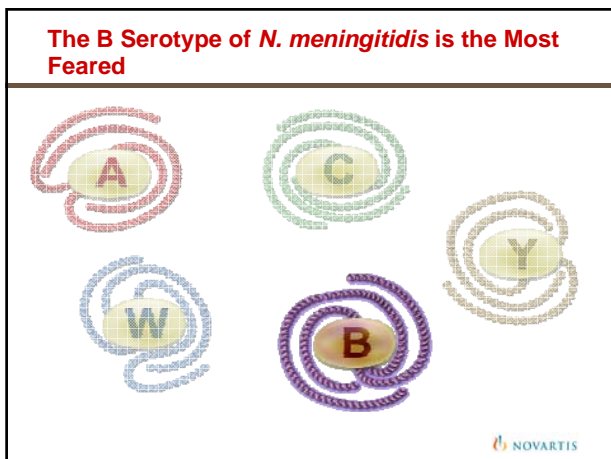 The B Serotype of N. meningitidis is the Most
Feared
A
C
Y
W
B
NOVARTIS